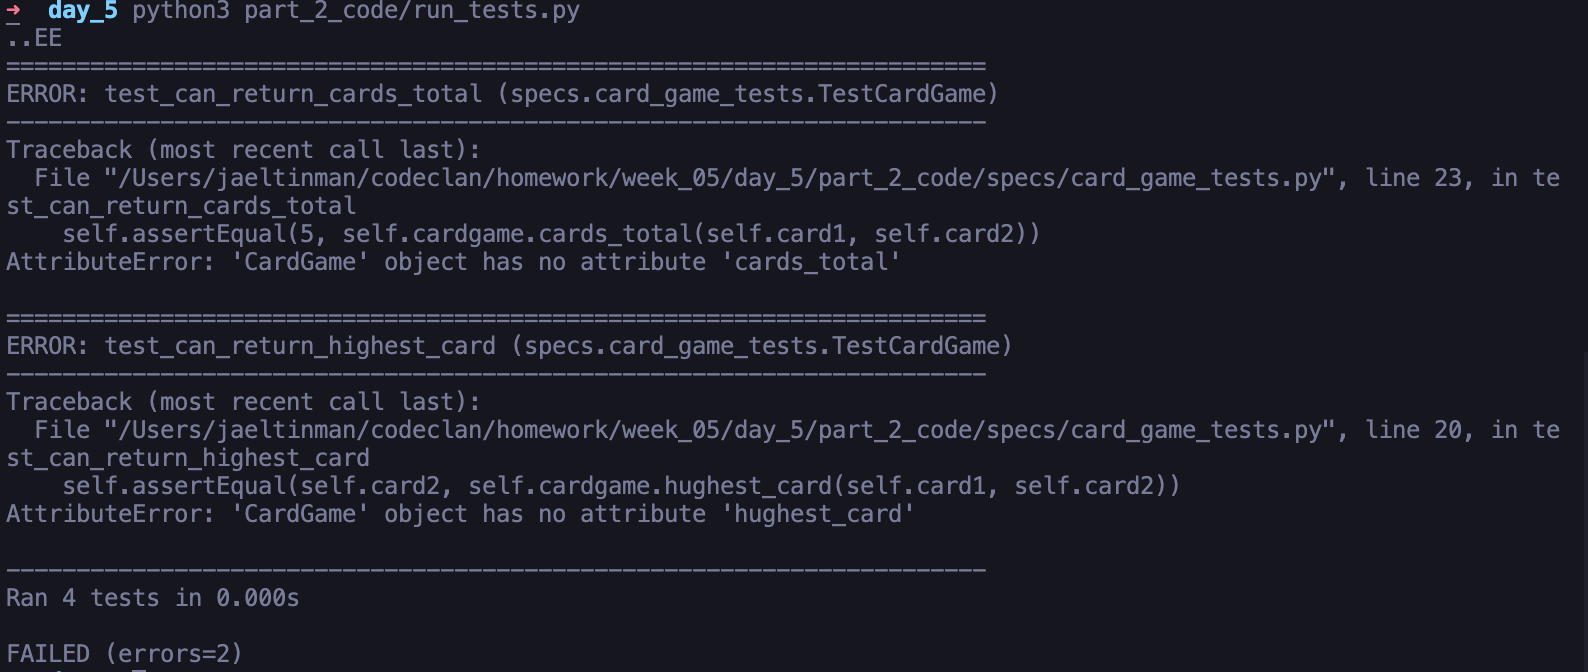 → day_5 python3 part_2_code/run_tests.py
..EE
======================================================================
ERROR: test_can_return_cards_total (specs.card_game_tests.TestCardGame)
----------------------------------------------------------------------
Traceback (most recent call last):
  File "/Users/jaeltinman/codeclan/homework/week_05/day_5/part_2_code/specs/card_game_tests.py", line 23, in te
st_can_return_cards_total
    self.assertEqual(5, self.cardgame.cards_total(self.card1, self.card2))
AttributeError: 'CardGame' object has no attribute 'cards_total'

======================================================================
ERROR: test_can_return_highest_card (specs.card_game_tests.TestCardGame)
----------------------------------------------------------------------
Traceback (most recent call last):
  File "/Users/jaeltinman/codeclan/homework/week_05/day_5/part_2_code/specs/card_game_tests.py", line 20, in te
st_can_return_highest_card
    self.assertEqual(self.card2, self.cardgame.hughest_card(self.card1, self.card2))
AttributeError: 'CardGame' object has no attribute 'hughest_card'

----------------------------------------------------------------------
Ran 4 tests in 0.000s

FAILED (errors=2)